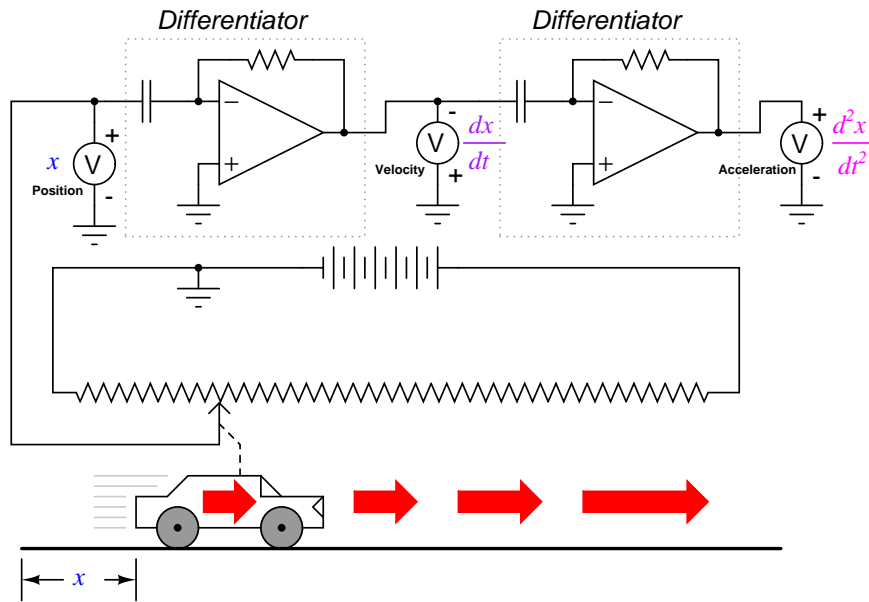 Differentiator
Differentiator
x
Position
+
V
-
−
+
Velocity
-
V
+
dx
dt
−
+
Acceleration
+
V
-
d²x
dt²
x